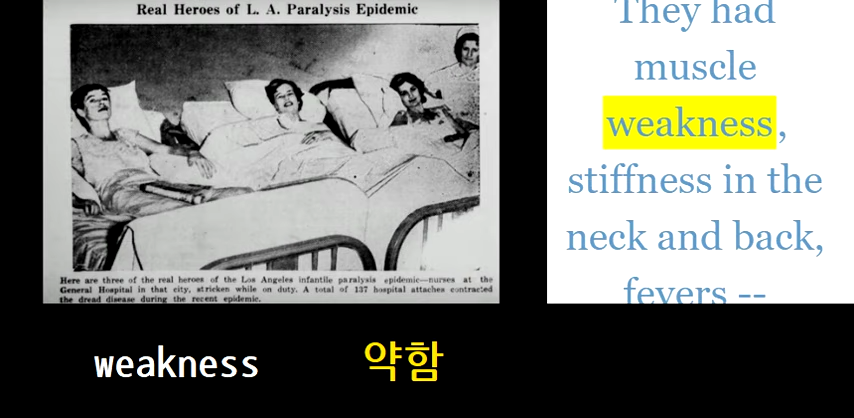 Real Heroes of L. A. Paralysis Epidemic
Here are three of the real heroes of the Los Angeles infantile paralysis epidemic—nurses at the
General Hospital in that city, stricken while on duty. A total of 137 hospital attaches contracted
the dread disease during the recent epidemic.
They had
muscle
weakness,
stiffness in the
neck and back,
fevers --
weakness 약함